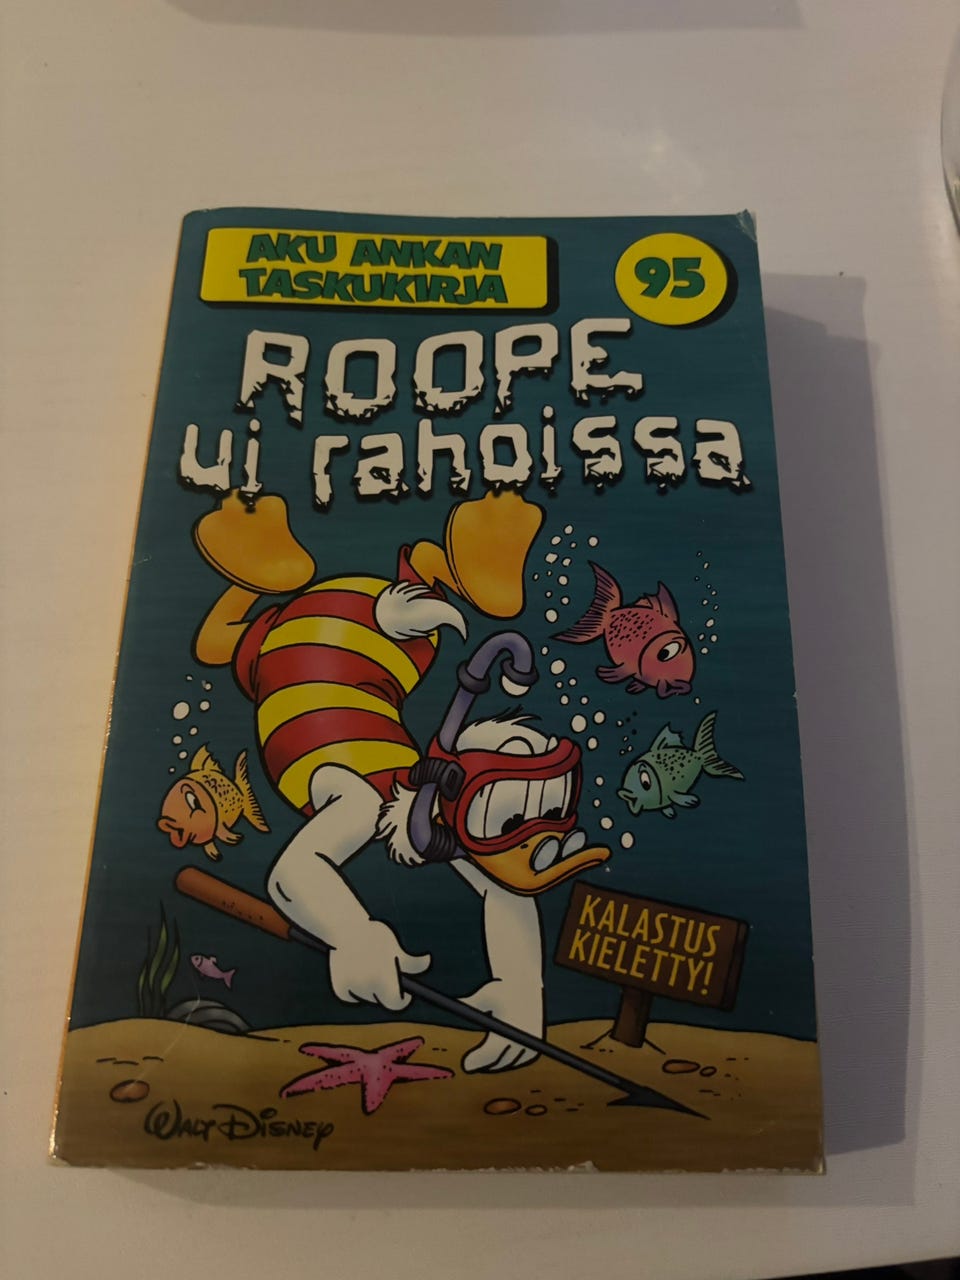 AKU ANKAN
TASKUKIRJA
95
ROOPE
ui rahoissa
KALASTUS
KIELETTY!
WALT DISNEY